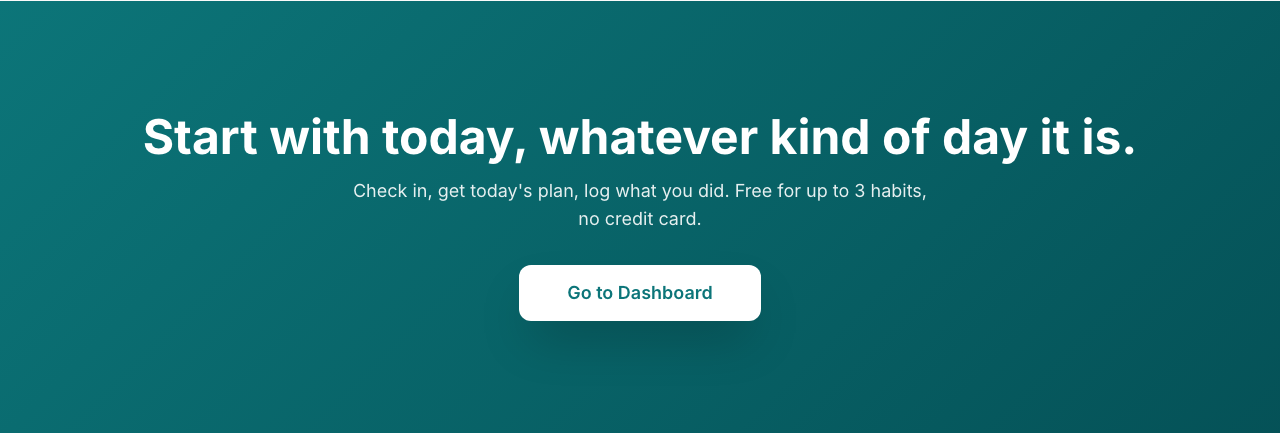 Start with today, whatever kind of day it is.
Check in, get today's plan, log what you did. Free for up to 3 habits,
no credit card.
Go to Dashboard